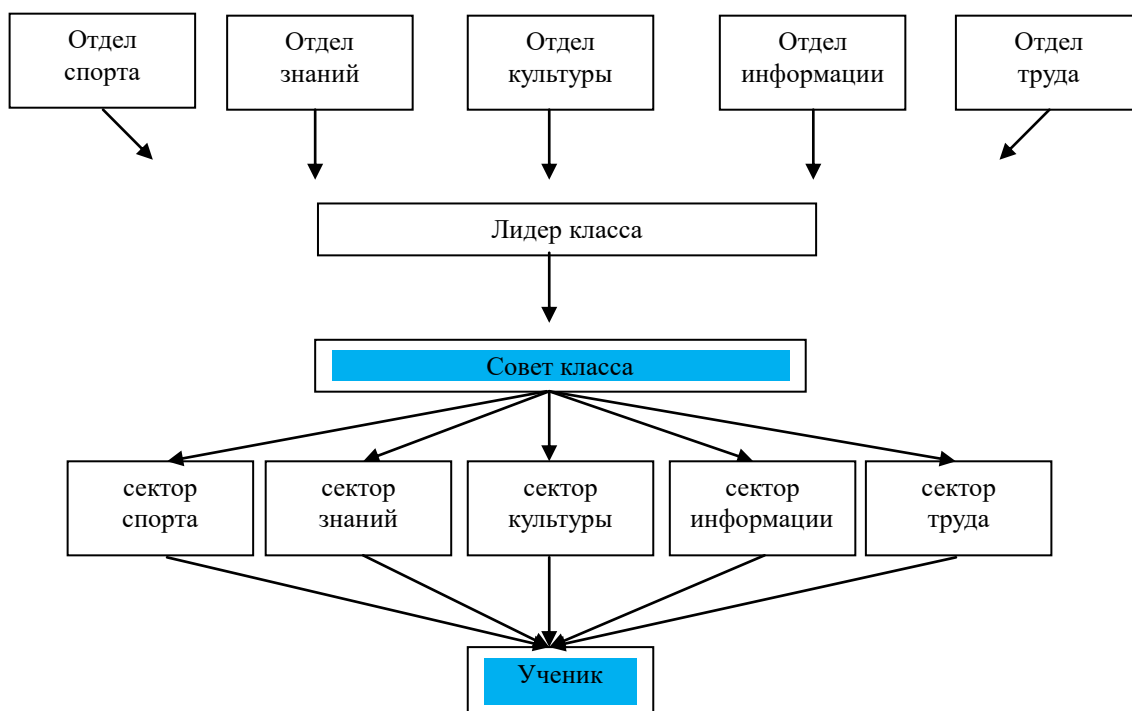 Отдел
спорта
Отдел
знаний
Отдел
культуры
Отдел
информации
Отдел
труда
Лидер класса
Совет класса
сектор
спорта
сектор
знаний
сектор
культуры
сектор
информации
сектор
труда
Ученик